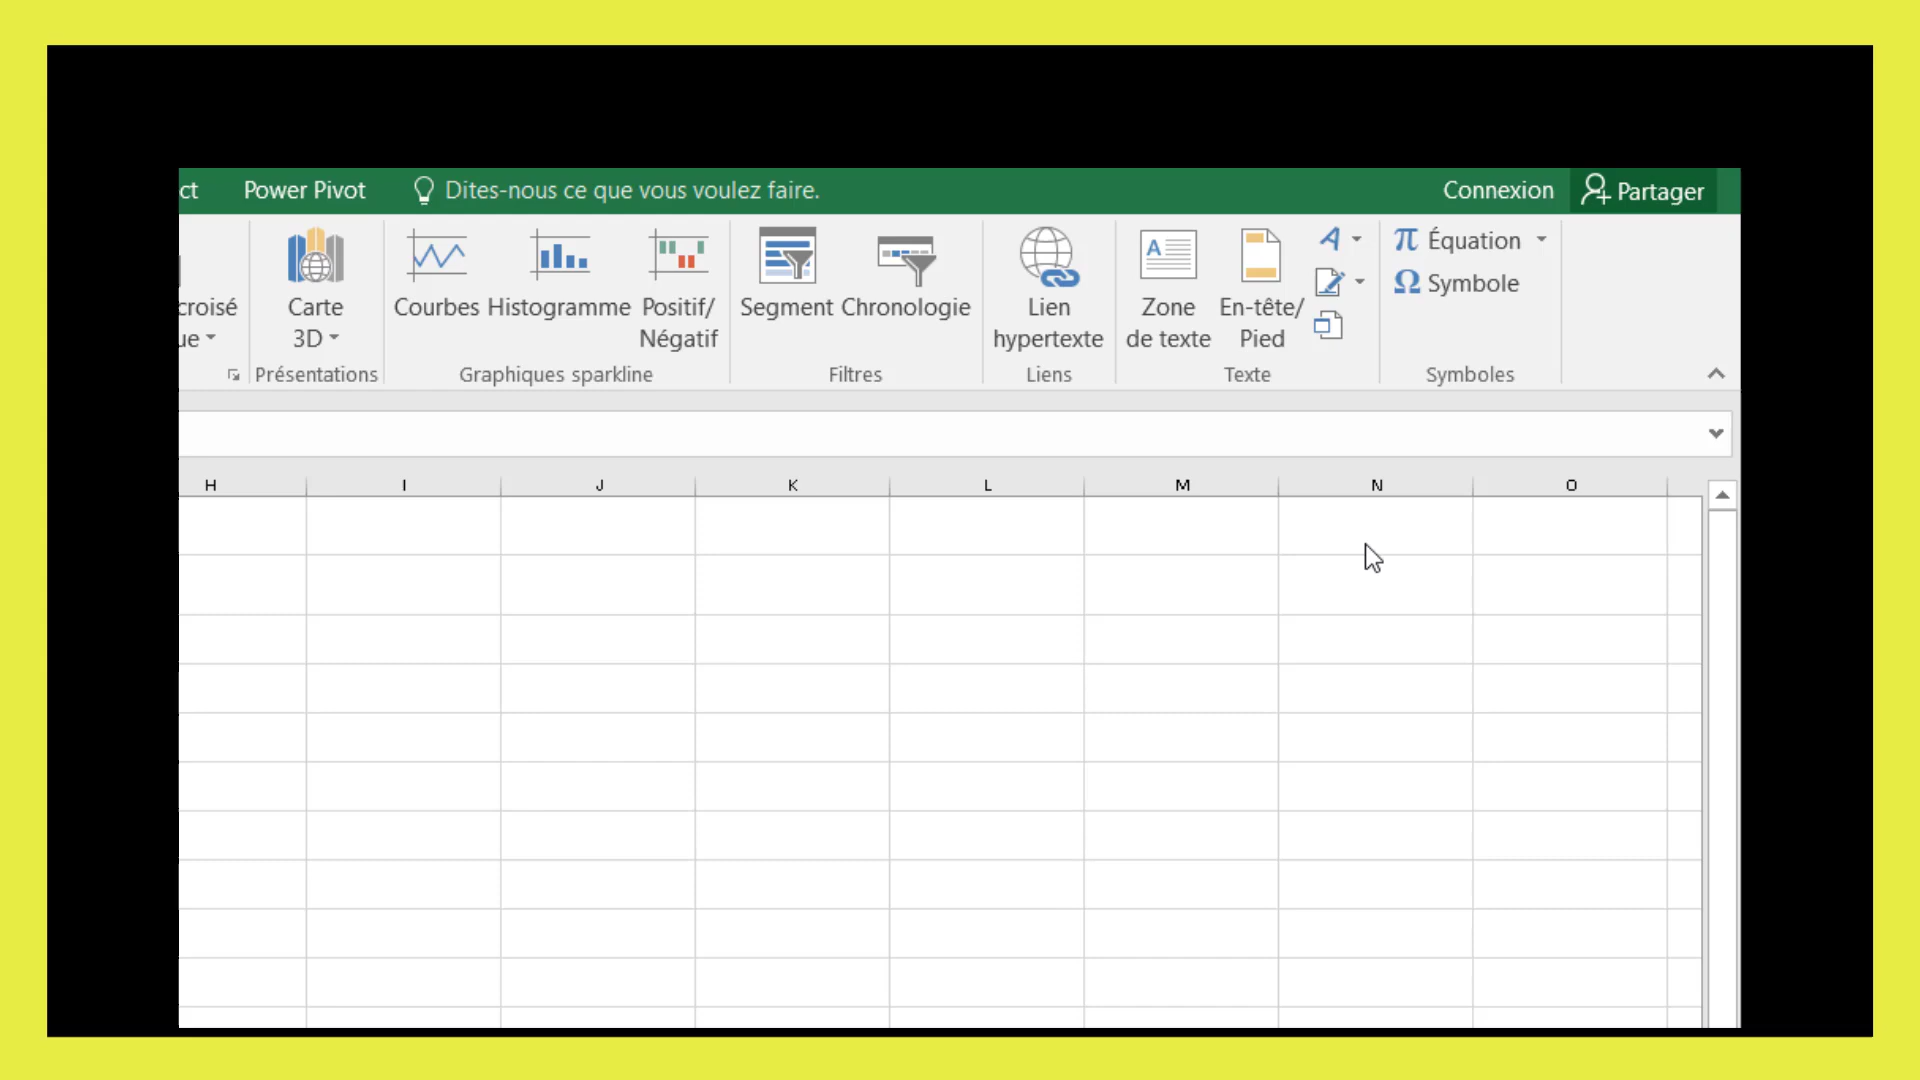 ct Power Pivot Dites-nous ce que vous voulez faire. Connexion Partager
croisé Carte Courbes Histogramme Positif/ Segment Chronologie Lien Zone En-tête/ Équation
ue 3D Négatif hypertexte de texte Pied Symbole
Présentations Graphiques sparkline Filtres Liens Texte Symboles
H I J K L M N O